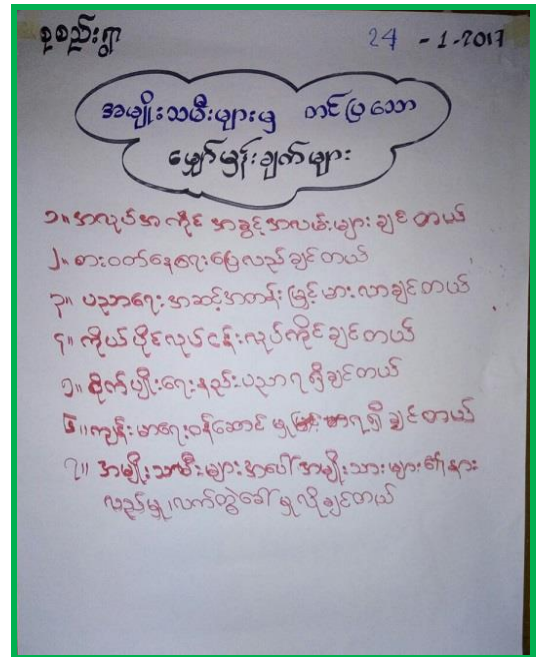 စုစည်းရွာ 24 - 1 - 2017
အမျိုးသမီးများမှ တင်ပြသော
မျှော်မှန်းချက်များ
၁။ အလုပ်အကိုင် အခွင့်အလမ်းများ ချင်တယ်
၂။ စားဝတ်နေရေးပြေလည်ချင်တယ်
၃။ ပညာရေး အဆင့်အတန်း မြှင့်မားလာချင်တယ်
၄။ ကိုယ်ပိုင်လုပ်ငန်းလုပ်ကိုင်ချင်တယ်
၅။ စိုက်ပျိုးရေးနည်းပညာရရှိချင်တယ်
၆။ ကျန်းမာရေးဝန်ဆောင်မှု ရရှိချင်တယ်
၇။ အမျိုးသမီးများအပေါ် အမျိုးသားများ၏နား
လည်မှု၊ လက်တွဲခေါ်မှုလိုချင်တယ်